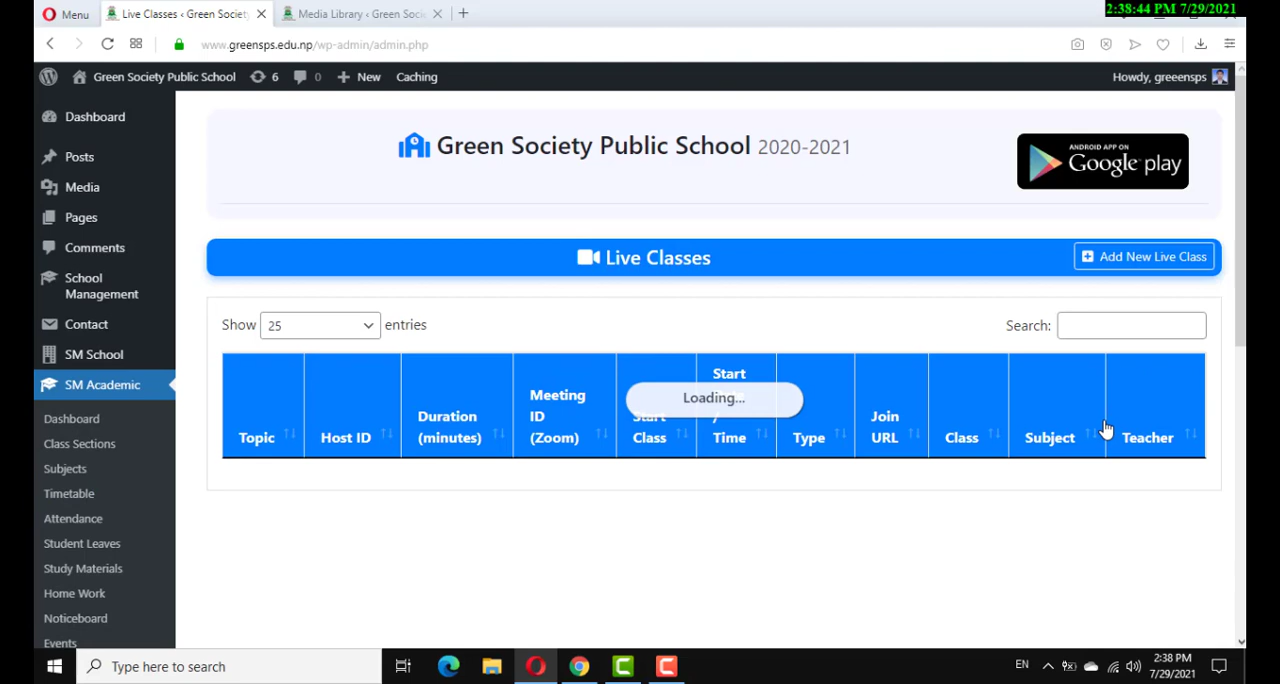 2:38:44 PM 7/29/2021
Menu
Live Classes ‹ Green Society
Media Library ‹ Green Soci
www.greensps.edu.np/wp-admin/admin.php
Green Society Public School
6
0
New
Caching
Howdy, greeensps
Dashboard
Posts
Media
Pages
Comments
School
Management
Contact
SM School
SM Academic
Dashboard
Class Sections
Subjects
Timetable
Attendance
Student Leaves
Study Materials
Home Work
Noticeboard
Events
Green Society Public School 2020-2021
ANDROID APP ON
Google play
Live Classes
Add New Live Class
Show 25 entries
Search:
Topic
Host ID
Duration
(minutes)
Meeting
ID
(Zoom)
Start
Class
Start
/
Time
Type
Join
URL
Class
Subject
Teacher
Loading...
Type here to search
EN
2:38 PM
7/29/2021